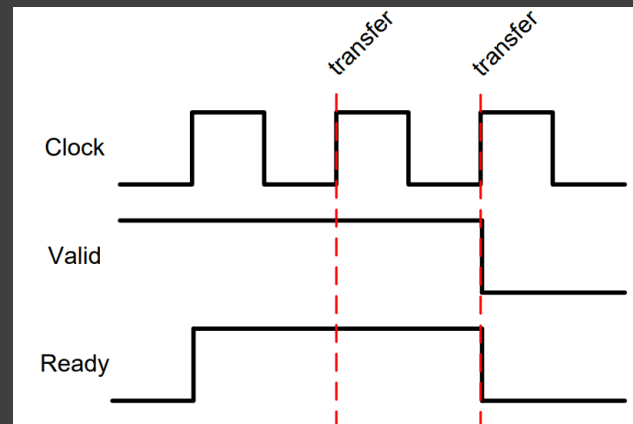 transfer
transfer
Clock
Valid
Ready